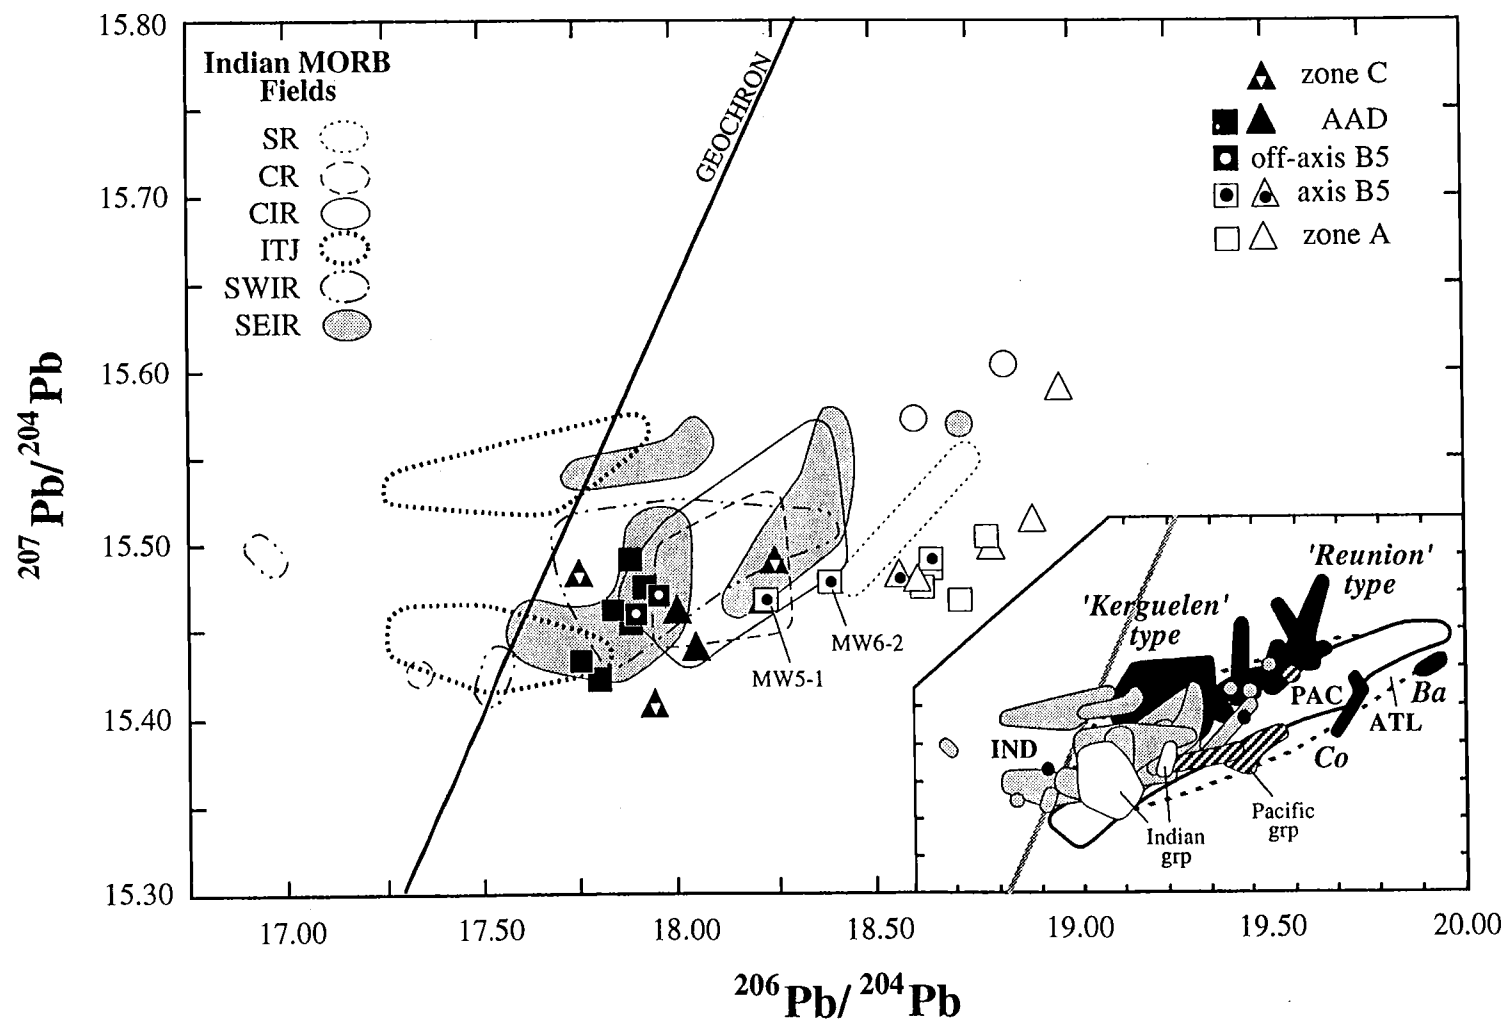 15.80
15.70
15.60
15.50
15.40
15.30
207Pb/204Pb
Indian MORB
Fields
SR
CR
CIR
ITJ
SWIR
SEIR
GEOCHRON
zone C
AAD
off-axis B5
axis B5
zone A
MW6-2
MW5-1
'Reunion'
type
'Kerguelen'
type
PAC
ATL
Ba
Co
IND
Pacific
grp
Indian
grp
17.00
17.50
18.00
18.50
19.00
19.50
20.00
206Pb/204Pb